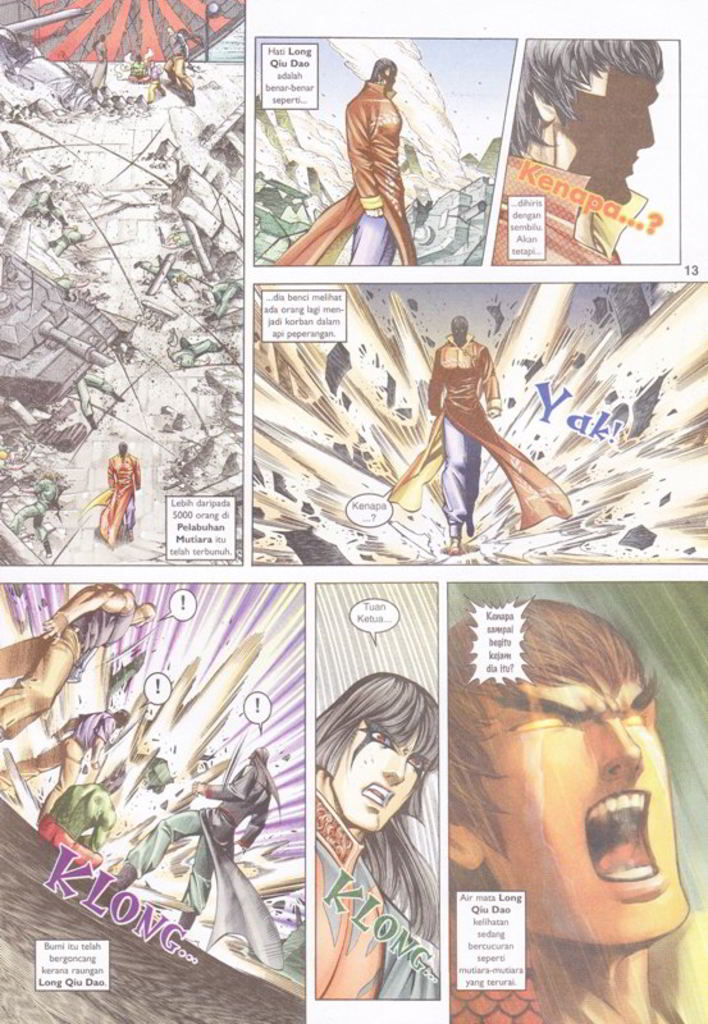 Lebih daripada
5000 orang di
Pelabuhan
Mutiara itu
telah terbunuh.
Hati Long
Qiu Dao
adalah
benar-benar
seperti...
Kenapa...?
...dihiris
dengan
sembilu.
Akan
tetapi...
13
...dia benci melihat
ada orang lagi men-
jadi korban dalam
api peperangan.
Yak!
Kenapa
...?
!
!
!
KLONG...
Bumi itu telah
bergoncang
kerana raungan
Long Qiu Dao.
Tuan
Ketua...
KLONG...
Kenapa
sampai
begitu
kejam
dia itu?
Air mata Long
Qiu Dao
kelihatan
sedang
bercucuran
seperti
mutiara-mutiara
yang terurai.